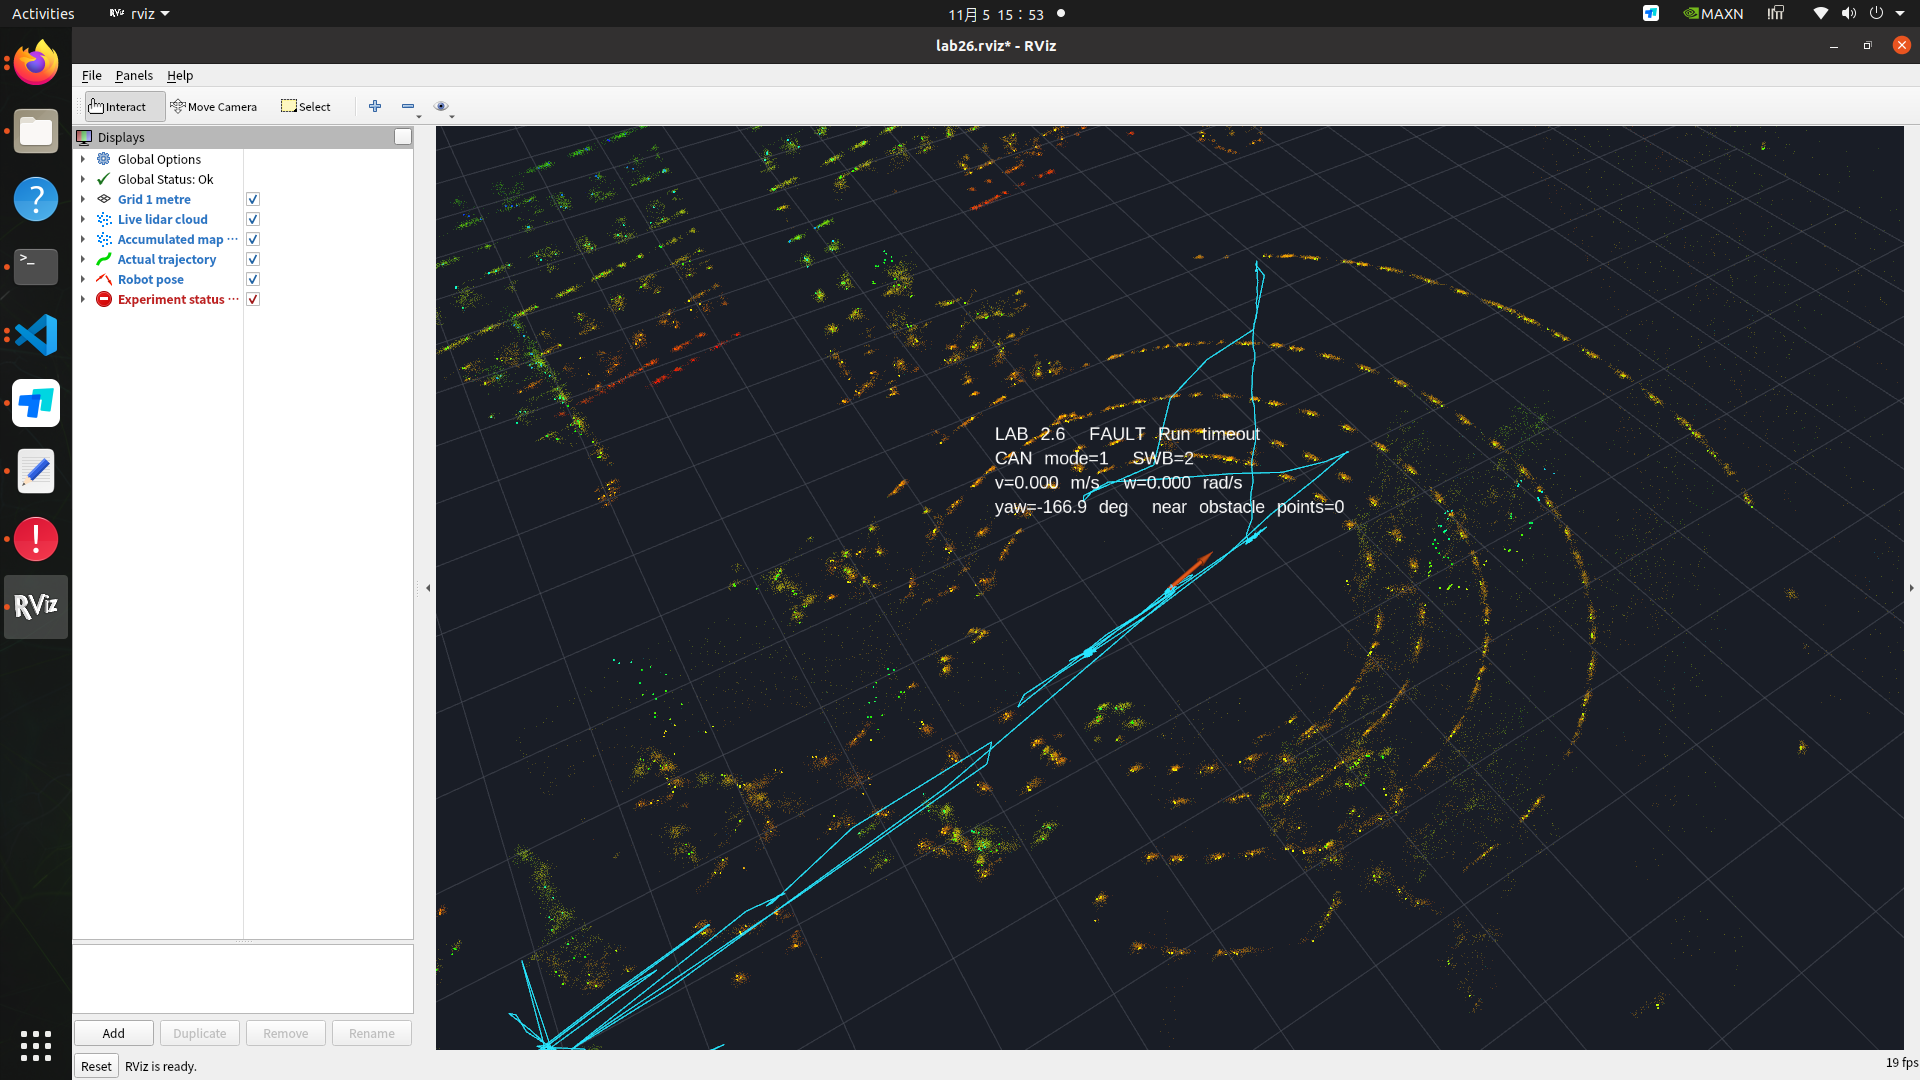 Activities
rviz
11月 5 15：53
MAXN
lab26.rviz* - RViz
File Panels Help
Interact Move Camera Select
Displays
Global Options
Global Status: Ok
Grid 1 metre
Live lidar cloud
Accumulated map ···
Actual trajectory
Robot pose
Experiment status ···
LAB 2.6 FAULT Run timeout
CAN mode=1 SWB=2
v=0.000 m/s w=0.000 rad/s
yaw=-166.9 deg near obstacle points=0
RViz
Add Duplicate Remove Rename
Reset RViz is ready.
19 fps